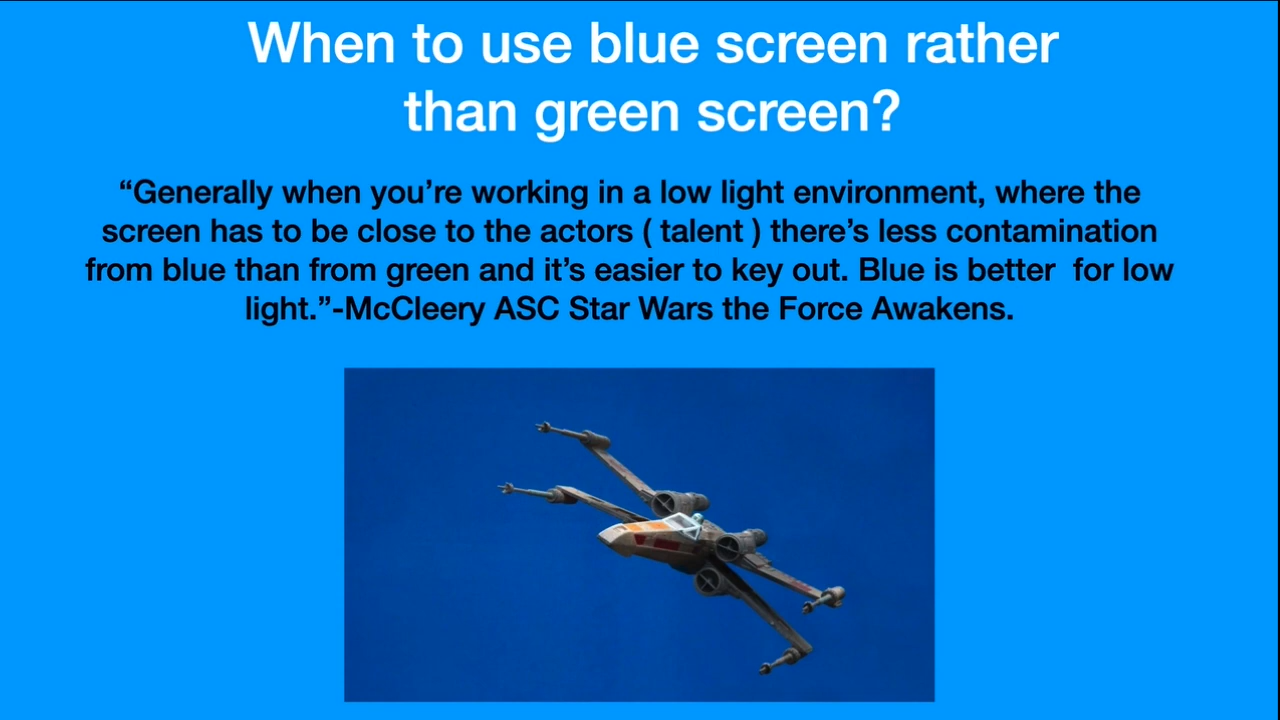 When to use blue screen rather
than green screen?
“Generally when you’re working in a low light environment, where the
screen has to be close to the actors ( talent ) there’s less contamination
from blue than from green and it’s easier to key out. Blue is better  for low
light.”-McCleery ASC Star Wars the Force Awakens.